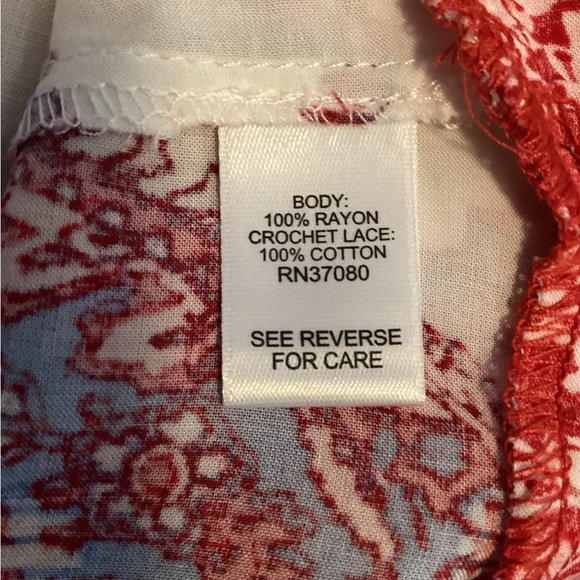 BODY:
100% RAYON
CROCHET LACE:
100% COTTON
RN37080
SEE REVERSE
FOR CARE